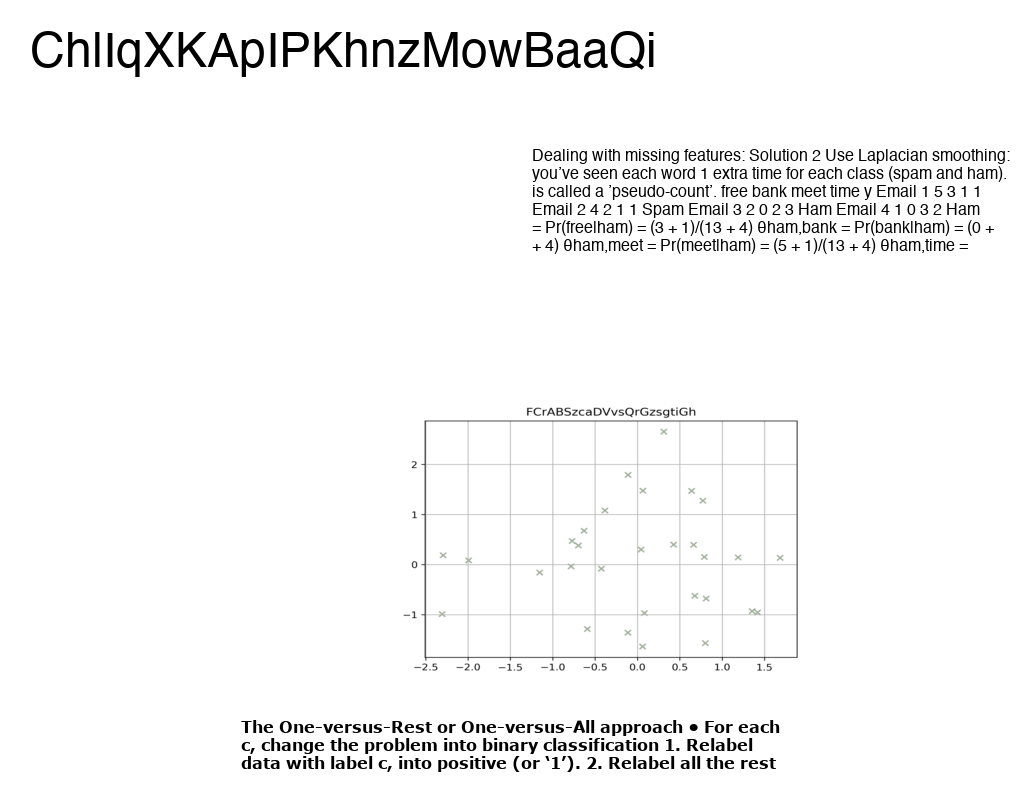 ChlIqXKApIPKhnzMowBaaQi
Dealing with missing features: Solution 2 Use Laplacian smoothing:
you’ve seen each word 1 extra time for each class (spam and ham).
is called a ’pseudo-count’. free bank meet time y Email 1 5 3 1 1
Email 2 4 2 1 1 Spam Email 3 2 0 2 3 Ham Email 4 1 0 3 2 Ham
= Pr(free|ham) = (3 + 1)/(13 + 4) θham,bank = Pr(bank|ham) = (0 +
+ 4) θham,meet = Pr(meet|ham) = (5 + 1)/(13 + 4) θham,time =
FCrABSzcaDVvsQrGzsgtiGh
2
1
0
−1
−2.5 −2.0 −1.5 −1.0 −0.5 0.0 0.5 1.0 1.5
The One-versus-Rest or One-versus-All approach • For each
c, change the problem into binary classification 1. Relabel
data with label c, into positive (or ‘1’). 2. Relabel all the rest